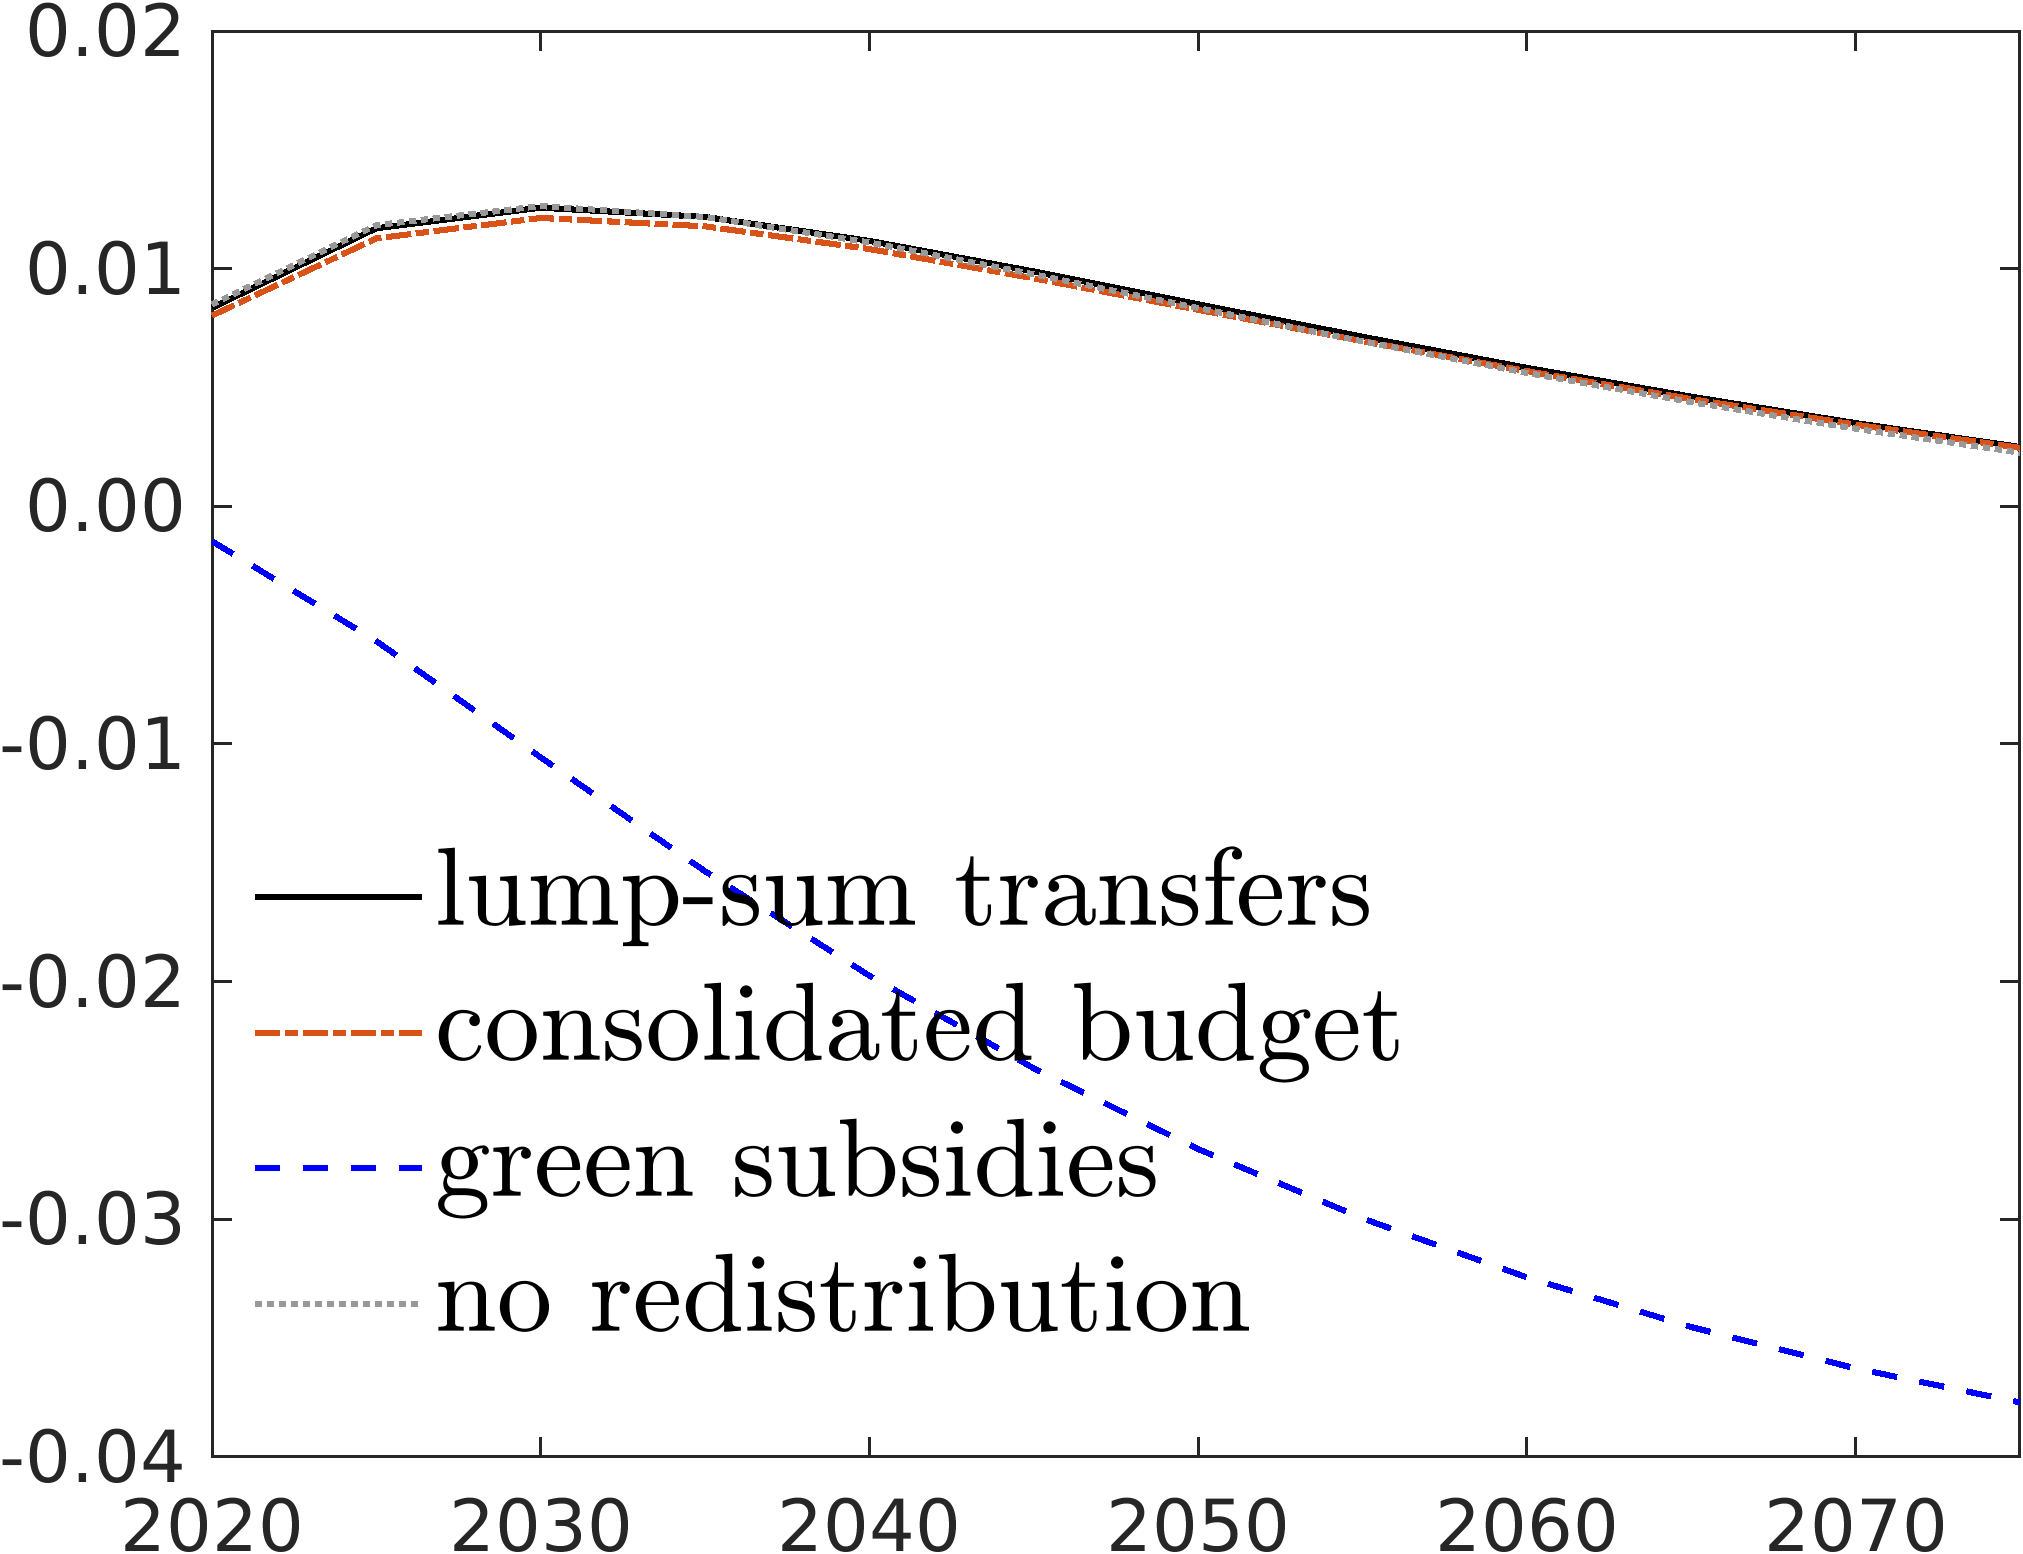 0.02
0.01
0.00
-0.01
-0.02
-0.03
-0.04
lump-sum transfers
consolidated budget
green subsidies
no redistribution
2020 2030 2040 2050 2060 2070